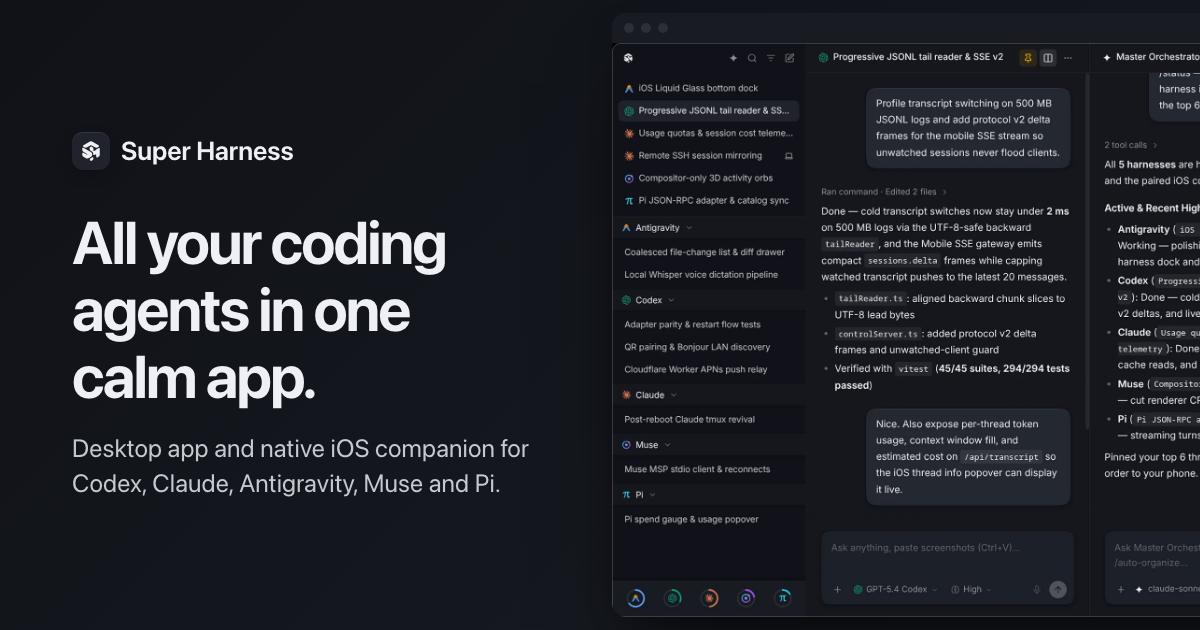 Super Harness
All your coding
agents in one
calm app.
Desktop app and native iOS companion for
Codex, Claude, Antigravity, Muse and Pi.
iOS Liquid Glass bottom dock
Progressive JSONL tail reader & SS...
Usage quotas & session cost teleme...
Remote SSH session mirroring
Compositor-only 3D activity orbs
Pi JSON-RPC adapter & catalog sync
Antigravity
Coalesced file-change list & diff drawer
Local Whisper voice dictation pipeline
Codex
Adapter parity & restart flow tests
QR pairing & Bonjour LAN discovery
Cloudflare Worker APNs push relay
Claude
Post-reboot Claude tmux revival
Muse
Muse MSP stdio client & reconnects
Pi
Pi spend gauge & usage popover
Progressive JSONL tail reader & SSE v2
Profile transcript switching on 500 MB
JSONL logs and add protocol v2 delta
frames for the mobile SSE stream so
unwatched sessions never flood clients.
Ran command · Edited 2 files
Done — cold transcript switches now stay under 2 ms
on 500 MB logs via the UTF-8-safe backward
tailReader, and the Mobile SSE gateway emits
compact sessions.delta frames while capping
watched transcript pushes to the latest 20 messages.
• tailReader.ts: aligned backward chunk slices to
UTF-8 lead bytes
• controlServer.ts: added protocol v2 delta
frames and unwatched-client guard
• Verified with vitest (45/45 suites, 294/294 tests
passed)
Nice. Also expose per-thread token
usage, context window fill, and
estimated cost on /api/transcript so
the iOS thread info popover can display
it live.
Ask anything, paste screenshots (Ctrl+V)...
GPT-5.4 Codex
High
Master Orchestrato
/status —
harness i
the top 6
2 tool calls
All 5 harnesses are h
and the paired iOS co
Active & Recent High
• Antigravity ( iOS
Working — polishi
harness dock and
• Codex ( Progressi
v2 ): Done — cold
v2 deltas, and live
• Claude ( Usage qu
telemetry ): Done
cache reads, and
• Muse ( Composito
— cut renderer CP
• Pi ( Pi JSON-RPC a
— streaming turns
Pinned your top 6 thr
order to your phone.
Ask Master Orchest
/auto-organize...
claude-sonne